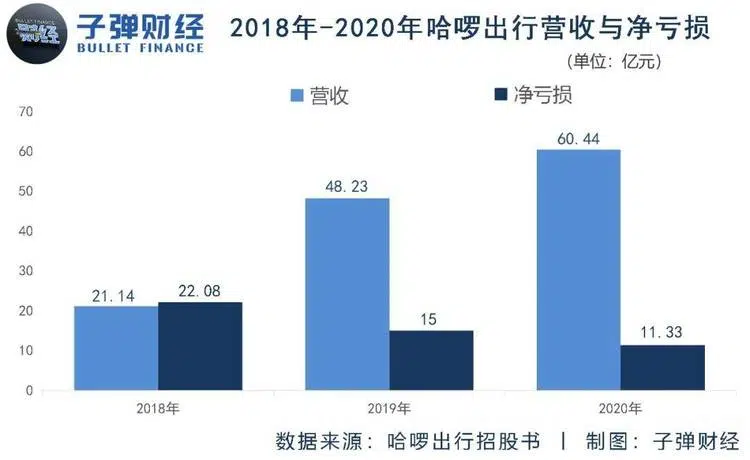 子弹财经
BULLET FINANCE
2018年-2020年哈啰出行营收与净亏损
(单位: 亿元)
营收 净亏损
70
60
50
40
30
20
10
0
21.14 22.08
48.23 15
60.44 11.33
2018年 2019年 2020年
数据来源: 哈啰出行招股书 | 制图: 子弹财经